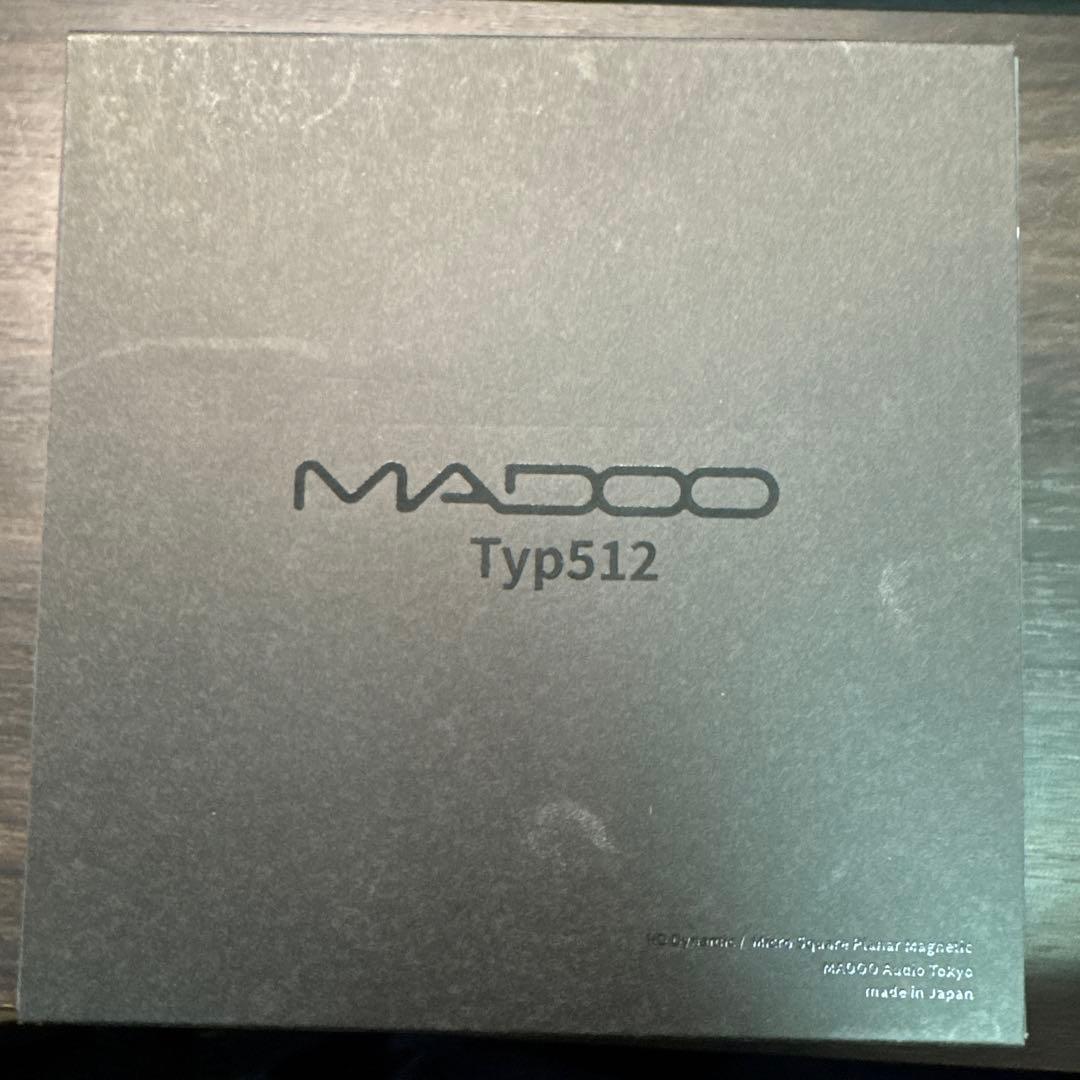 MADOO
Typ512
HD Dynamic / Micro Square Planar Magnetic
MADOO Audio Tokyo
made in Japan